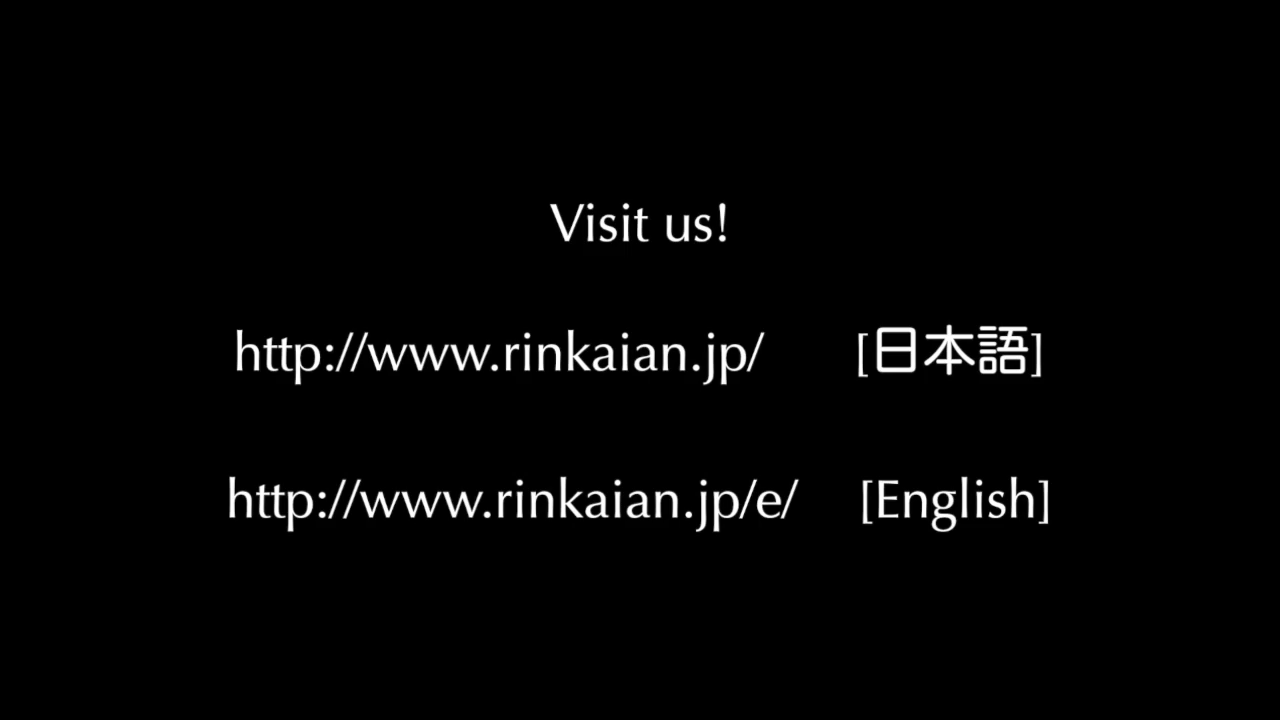 Visit us!
http://www.rinkaian.jp/ [日本語]
http://www.rinkaian.jp/e/ [English]